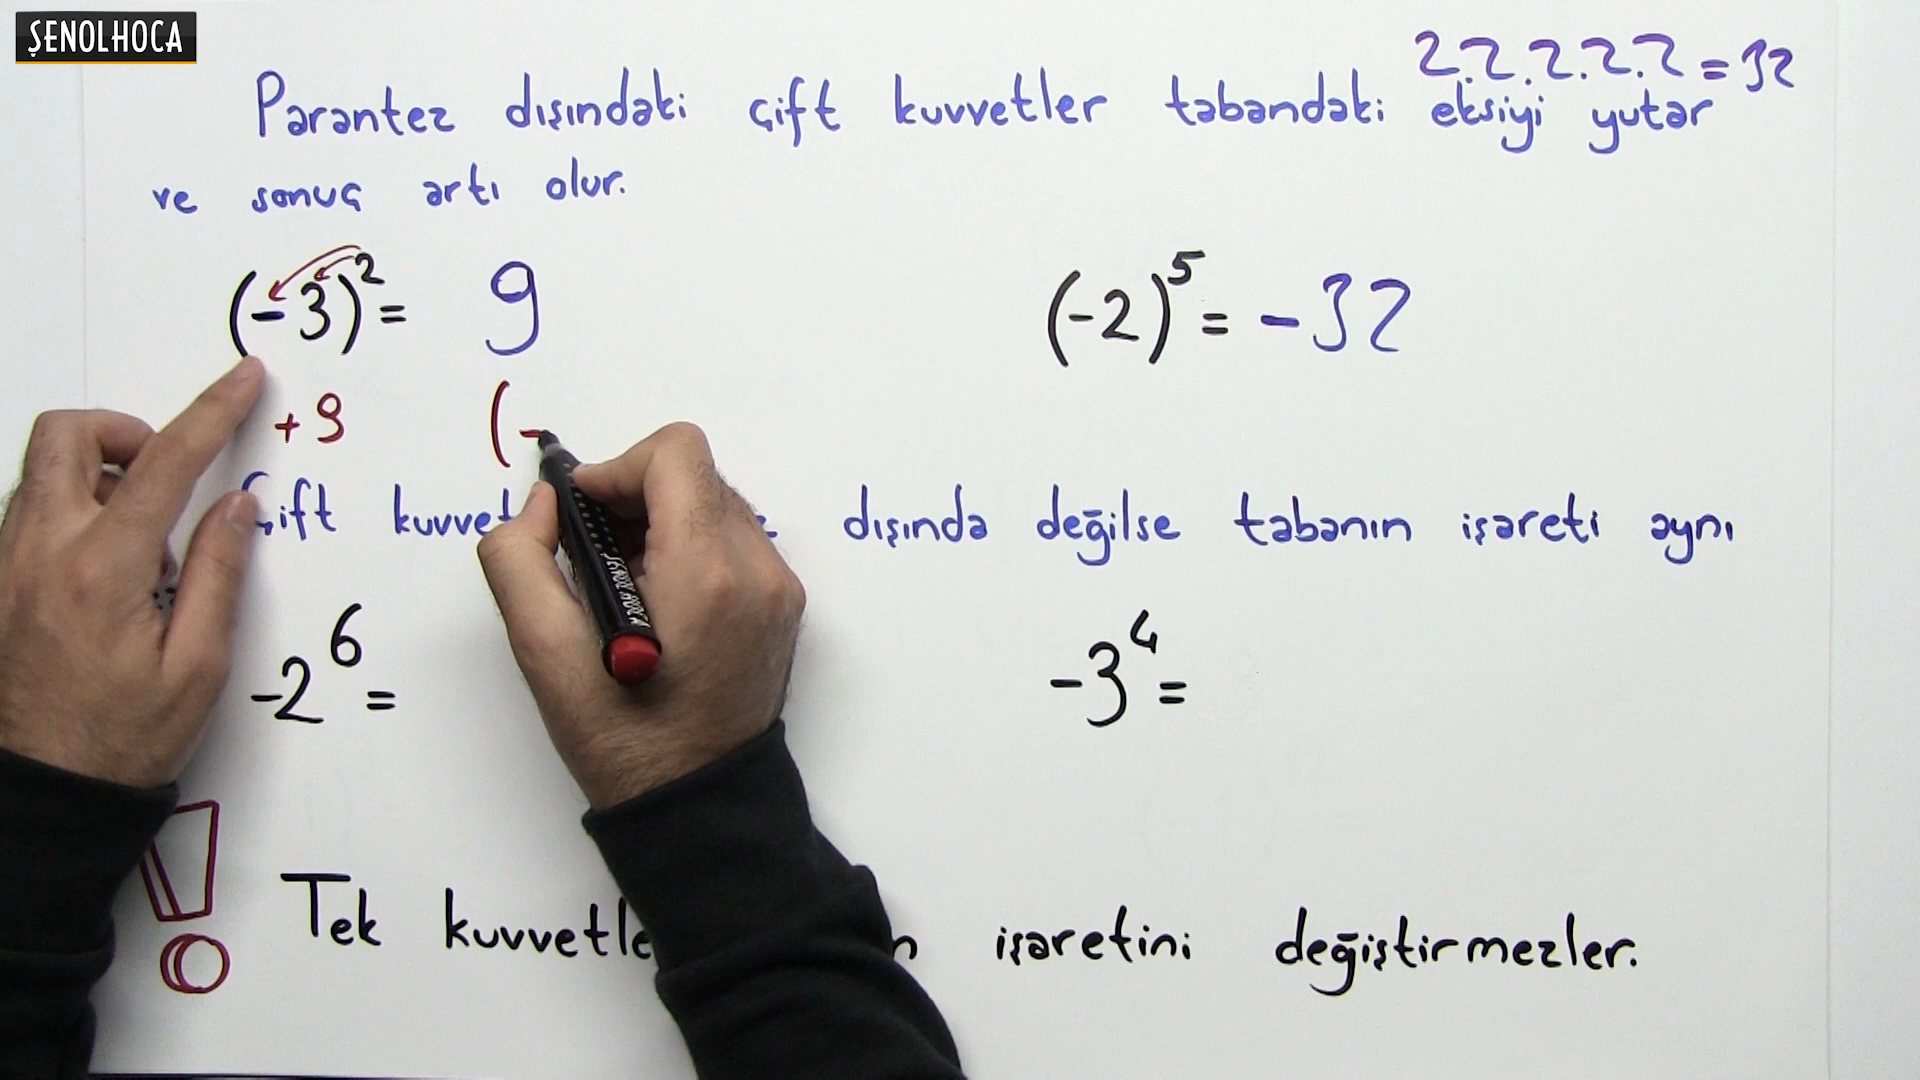 ŞENOLHOCA
2.2.2.2.2 = 32
Parantez dışındaki çift kuvvetler tabandaki eksiyi yutar
ve sonuç artı olur.
(-3)² = 9
(-2)⁵ = -32
+9
(-
Çift dışında değilse tabanın işareti aynı
-2⁶ =
-3⁴ =
Tek işaretini değiştirmezler.